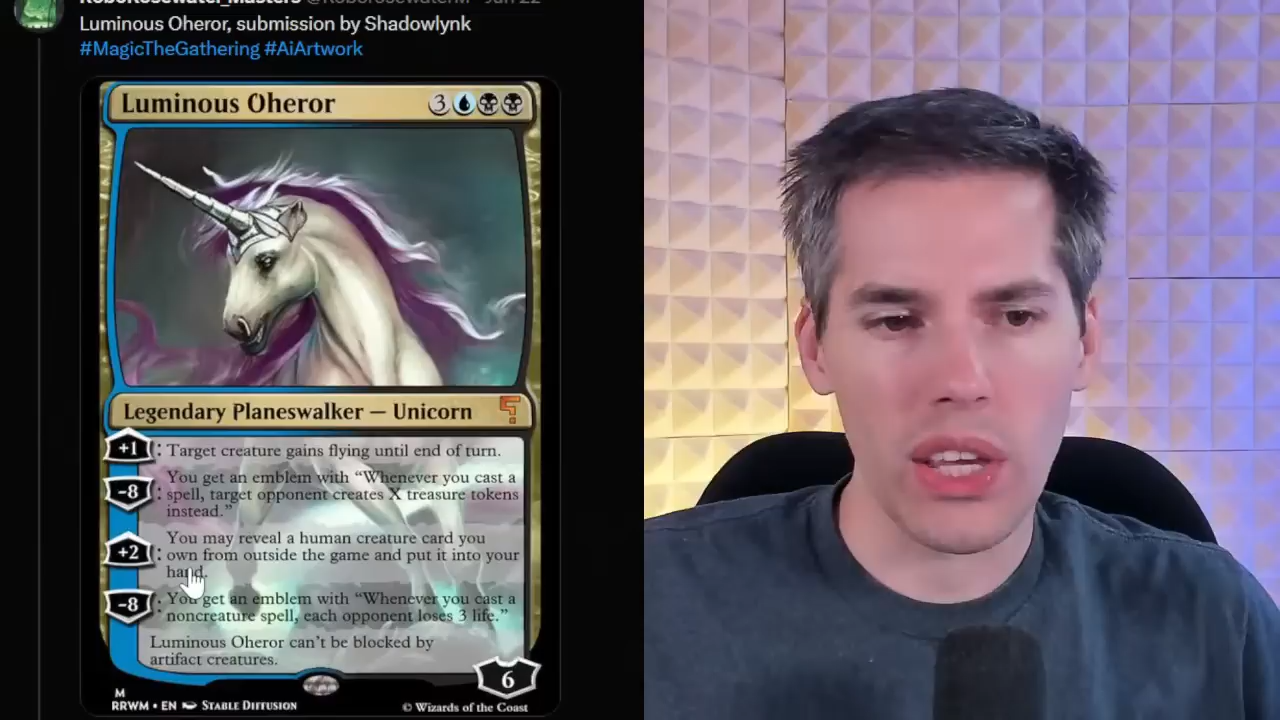 Luminous Oheror, submission by Shadowlynk
#MagicTheGathering #AiArtwork
Luminous Oheror 3
Legendary Planeswalker — Unicorn
+1: Target creature gains flying until end of turn.
-8: You get an emblem with “Whenever you cast a
spell, target opponent creates X treasure tokens
instead.”
+2: You may reveal a human creature card you
own from outside the game and put it into your
hand.
-8: You get an emblem with “Whenever you cast a
noncreature spell, each opponent loses 3 life.”
Luminous Oheror can't be blocked by
artifact creatures.
6
M
RRWM • EN Stable Diffusion
© Wizards of the Coast